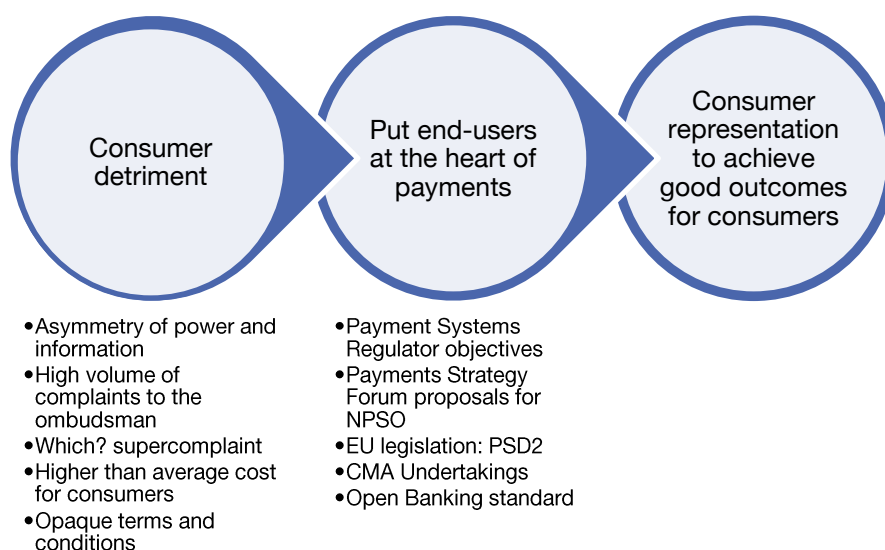 Consumer
detriment
Put end-users
at the heart of
payments
Consumer
representation
to achieve
good outcomes
for consumers
•Asymmetry of power and
information
•High volume of
complaints to the
ombudsman
•Which? supercomplaint
•Higher than average cost
for consumers
•Opaque terms and
conditions
•Payment Systems
Regulator objectives
•Payments Strategy
Forum proposals for
NPSO
•EU legislation: PSD2
•CMA Undertakings
•Open Banking standard